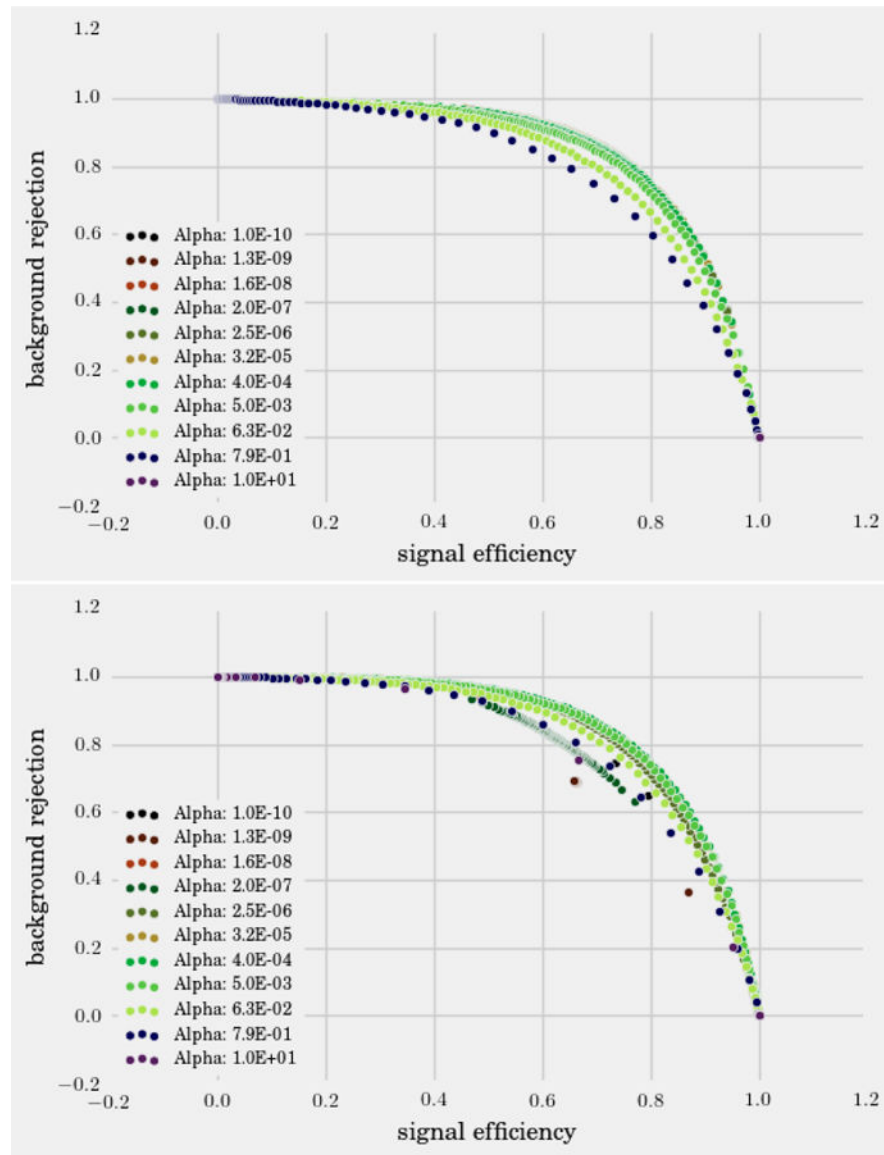 1.2
1.0
0.8
0.6
0.4
0.2
0.0
−0.2
background rejection
Alpha: 1.0E-10
Alpha: 1.3E-09
Alpha: 1.6E-08
Alpha: 2.0E-07
Alpha: 2.5E-06
Alpha: 3.2E-05
Alpha: 4.0E-04
Alpha: 5.0E-03
Alpha: 6.3E-02
Alpha: 7.9E-01
Alpha: 1.0E+01
−0.2 0.0 0.2 0.4 0.6 0.8 1.0 1.2
signal efficiency
1.2
1.0
0.8
0.6
0.4
0.2
0.0
−0.2
background rejection
Alpha: 1.0E-10
Alpha: 1.3E-09
Alpha: 1.6E-08
Alpha: 2.0E-07
Alpha: 2.5E-06
Alpha: 3.2E-05
Alpha: 4.0E-04
Alpha: 5.0E-03
Alpha: 6.3E-02
Alpha: 7.9E-01
Alpha: 1.0E+01
−0.2 0.0 0.2 0.4 0.6 0.8 1.0 1.2
signal efficiency